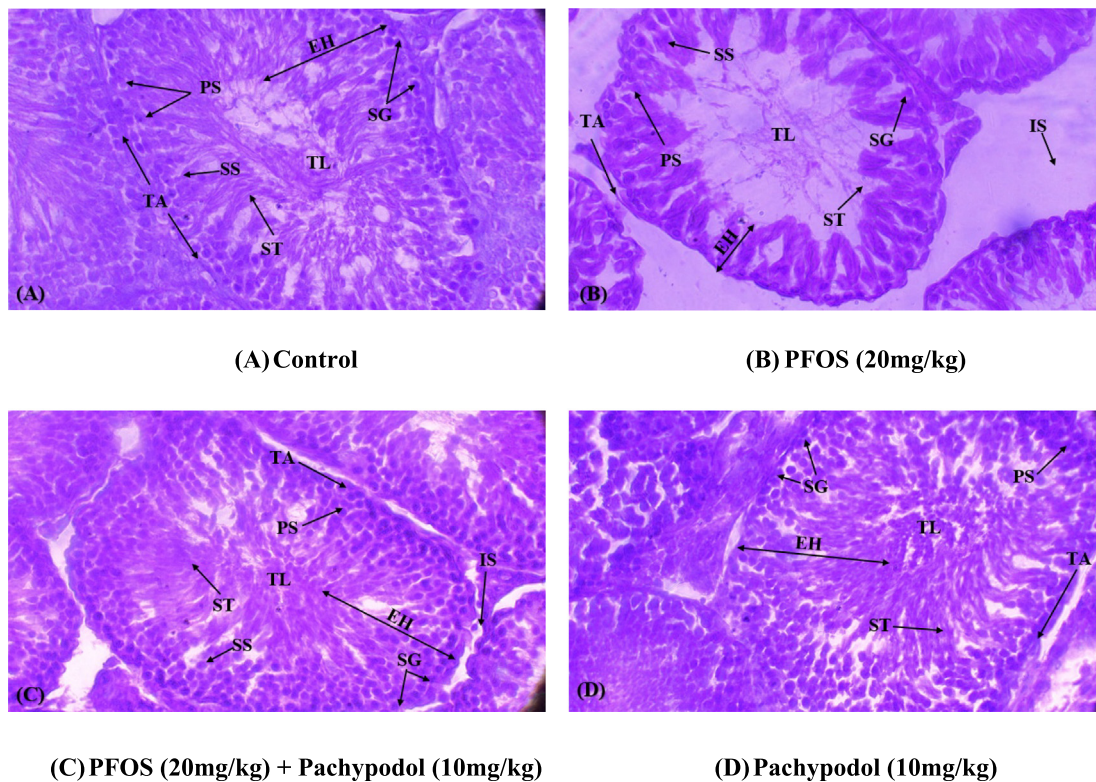 EH
PS
SG
TL
SS
TA
ST
(A)
SS
TA
PS
TL
SG
IS
ST
EH
(B)
(A) Control
(B) PFOS (20mg/kg)
TA
PS
IS
TL
ST
EH
SS
SG
(C)
SG
PS
TL
EH
TA
ST
(D)
(C) PFOS (20mg/kg) + Pachypodol (10mg/kg)
(D) Pachypodol (10mg/kg)